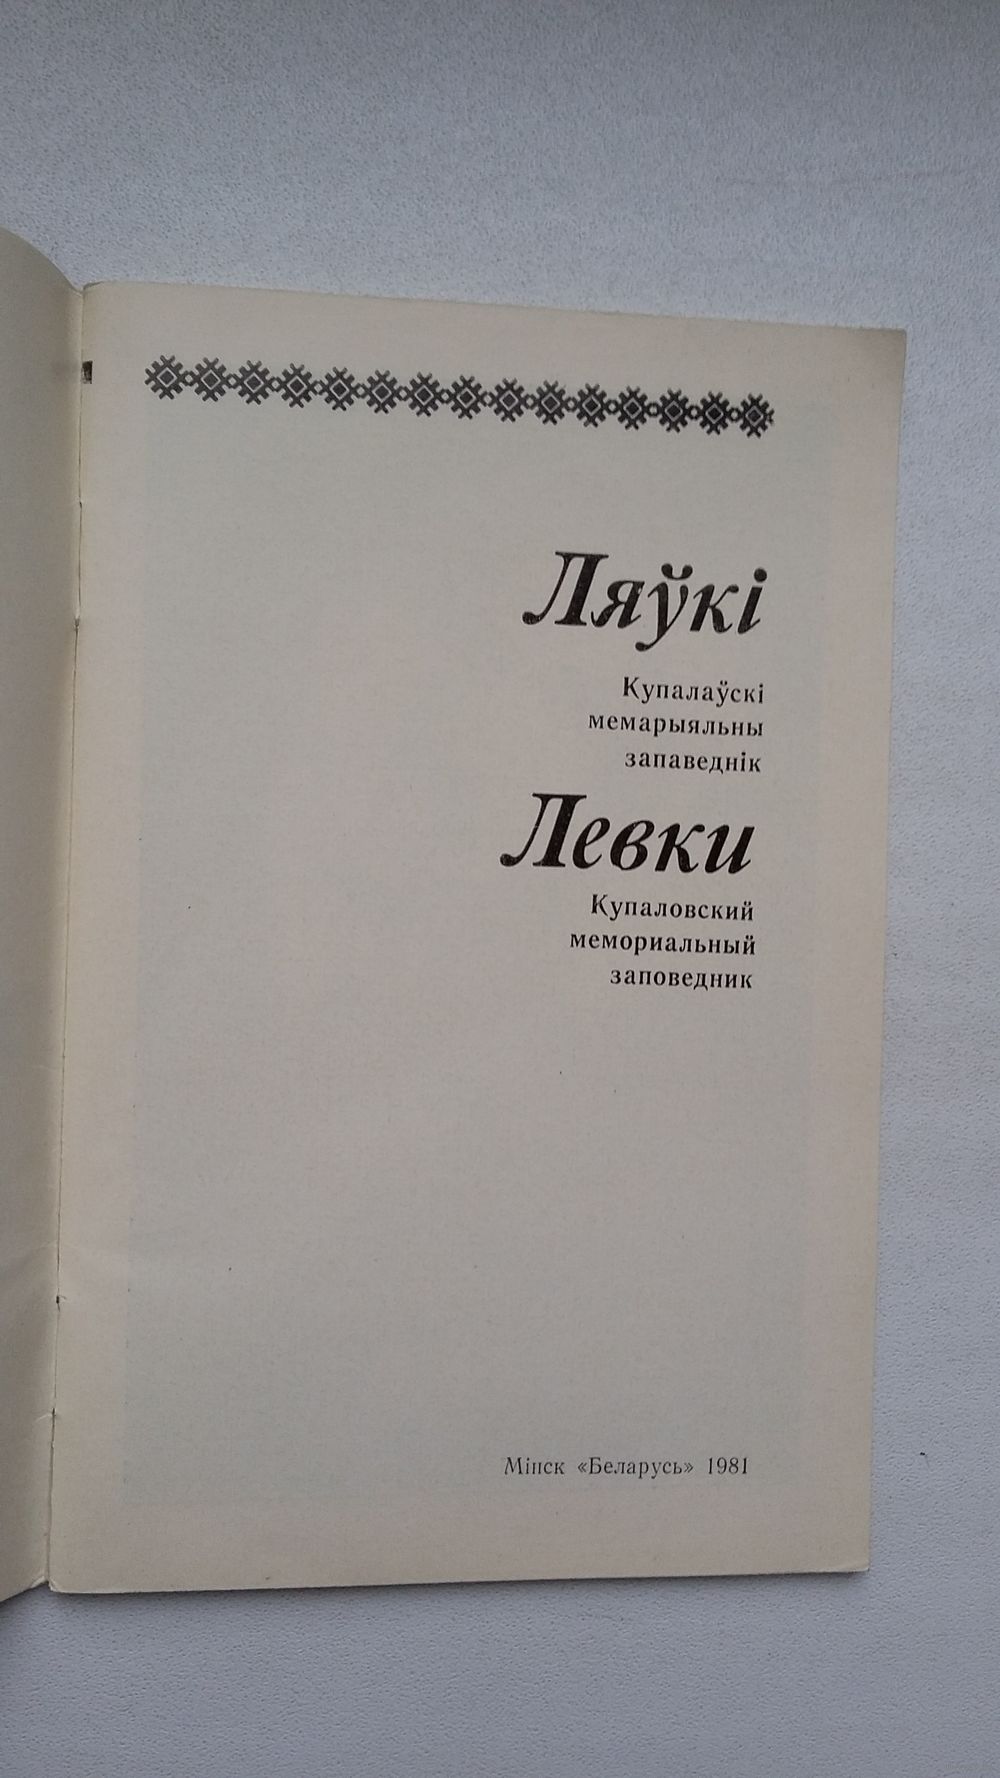 Ляўкі
Купалаўскі
мемарыяльны
запаведнік
Левки
Купаловский
мемориальный
заповедник
Мінск «Беларусь» 1981